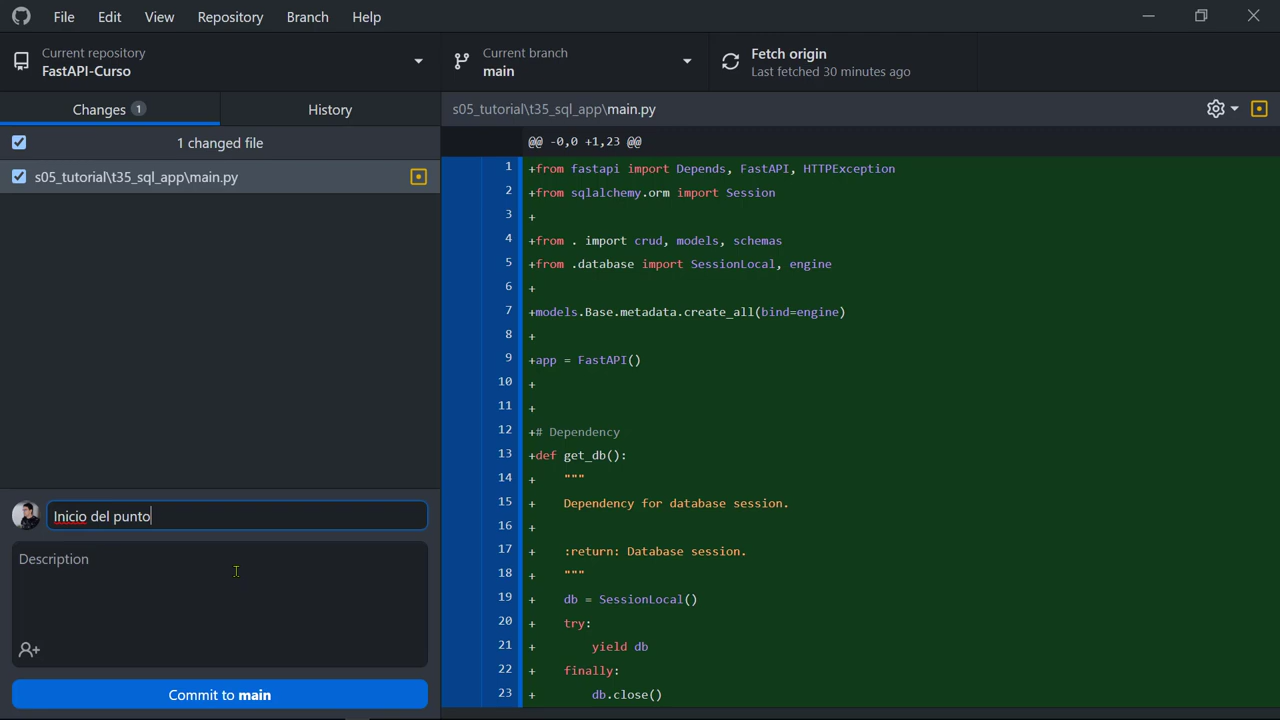 File Edit View Repository Branch Help
Current repository
FastAPI-Curso
Current branch
main
Fetch origin
Last fetched 30 minutes ago
Changes 1
History
s05_tutorial\t35_sql_app\main.py
1 changed file
s05_tutorial\t35_sql_app\main.py
@@ -0,0 +1,23 @@
1 +from fastapi import Depends, FastAPI, HTTPException
2 +from sqlalchemy.orm import Session
3 +
4 +from . import crud, models, schemas
5 +from .database import SessionLocal, engine
6 +
7 +models.Base.metadata.create_all(bind=engine)
8 +
9 +app = FastAPI()
10 +
11 +
12 +# Dependency
13 +def get_db():
14 +    """
15 +    Dependency for database session.
16 +
17 +    :return: Database session.
18 +    """
19 +    db = SessionLocal()
20 +    try:
21 +        yield db
22 +    finally:
23 +        db.close()
Inicio del punto
Description
Commit to main